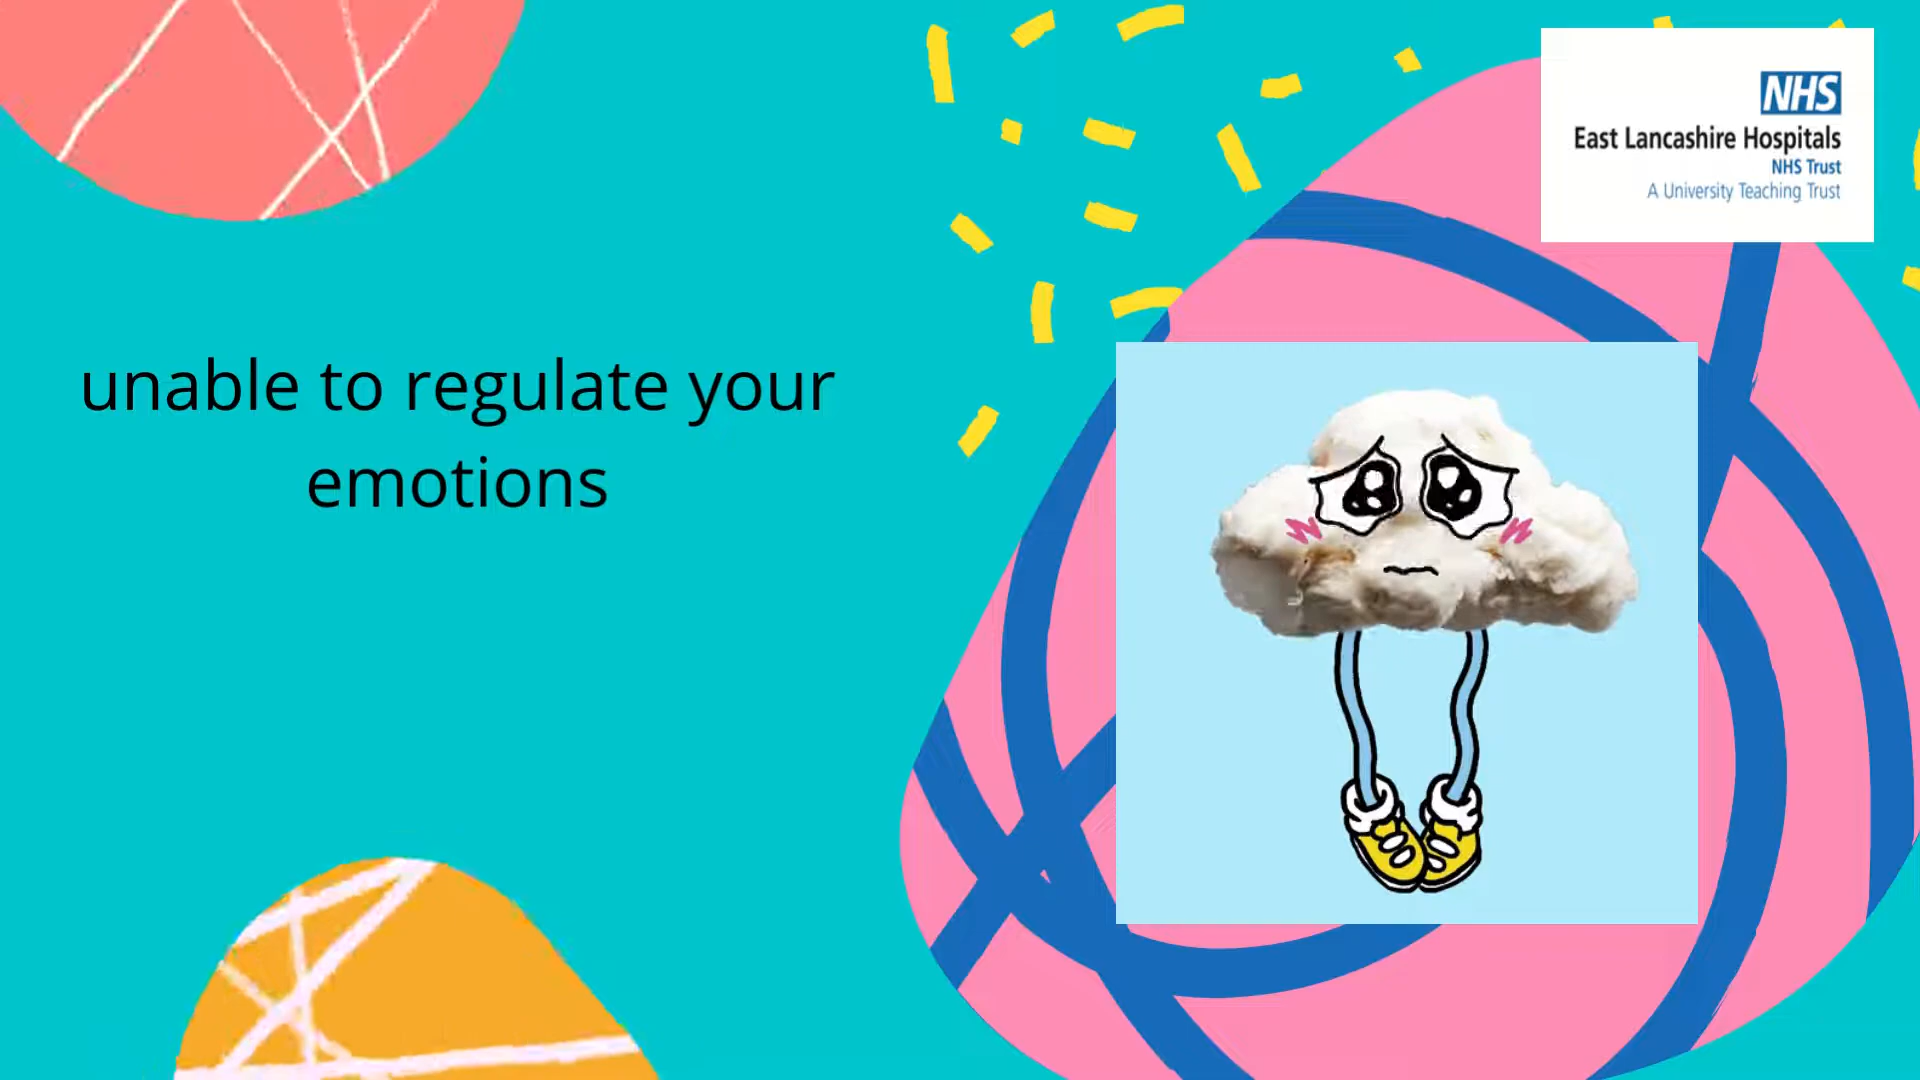 NHS
East Lancashire Hospitals
NHS Trust
A University Teaching Trust
unable to regulate your
emotions